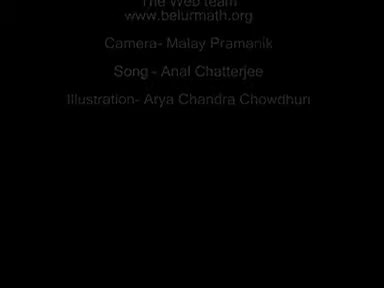 The Web team
www.belurmath.org
Camera- Malay Pramanik
Song - Anal Chatterjee
Illustration- Arya Chandra Chowdhuri